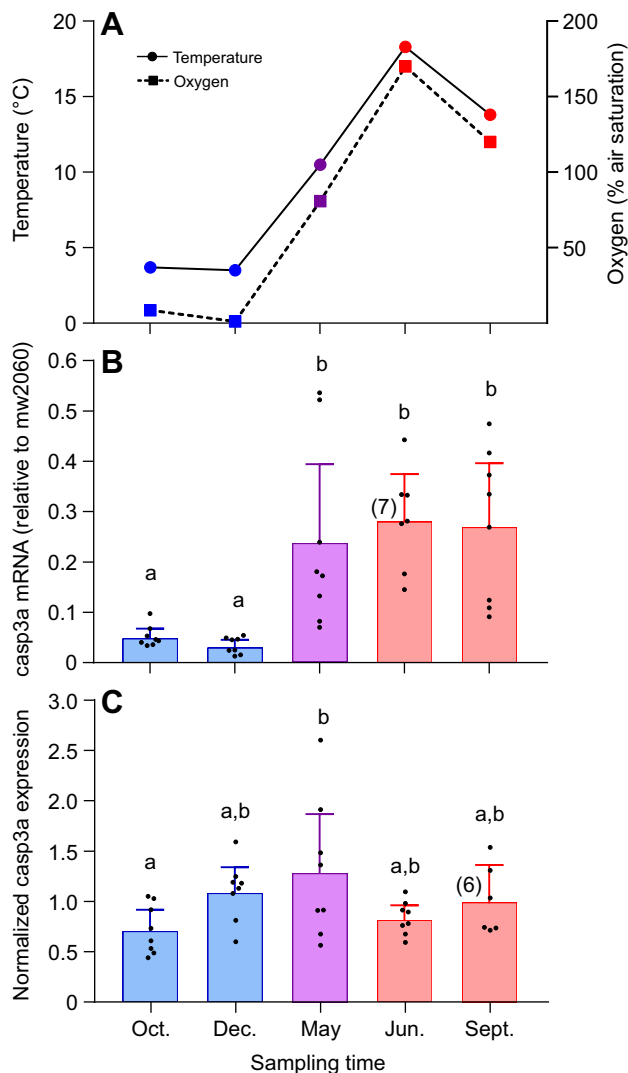 A
20
15
10
5
0
Temperature (°C)
Temperature
Oxygen
200
150
100
50
Oxygen (% air saturation)
B
0.6
0.5
0.4
0.3
0.2
0.1
0
casp3a mRNA (relative to mw2060)
a
a
b
b
b
(7)
C
3.0
2.5
2.0
1.5
1.0
0.5
0
Normalized casp3a expression
a
a,b
b
a,b
a,b
(6)
Oct. Dec. May Jun. Sept.
Sampling time